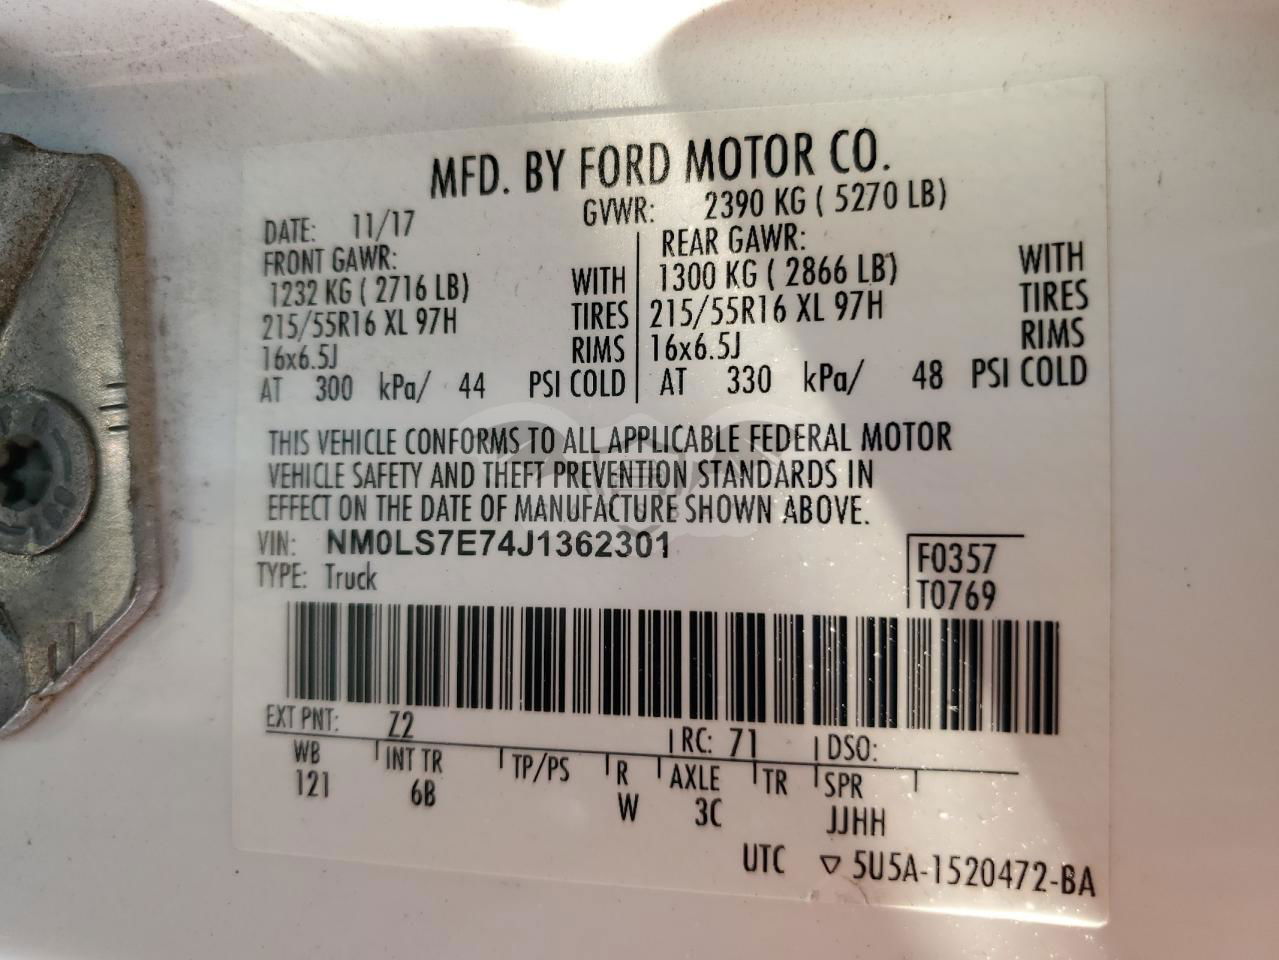 MFD. BY FORD MOTOR CO.
DATE: 11/17
GVWR: 2390 KG ( 5270 LB)
FRONT GAWR:
1232 KG ( 2716 LB) WITH
215/55R16 XL 97H TIRES
16x6.5J RIMS
AT 300 kPa/ 44 PSI COLD
REAR GAWR:
1300 KG ( 2866 LB) WITH
215/55R16 XL 97H TIRES
16x6.5J RIMS
AT 330 kPa/ 48 PSI COLD
THIS VEHICLE CONFORMS TO ALL APPLICABLE FEDERAL MOTOR
VEHICLE SAFETY AND THEFT PREVENTION STANDARDS IN
EFFECT ON THE DATE OF MANUFACTURE SHOWN ABOVE.
VIN: NM0LS7E74J1362301
TYPE: Truck
F0357
T0769
EXT PNT: Z2 RC: 71 DSO:
WB INT TR TP/PS R AXLE TR SPR
121 6B W 3C JJHH
UTC ▽ 5U5A-1520472-BA